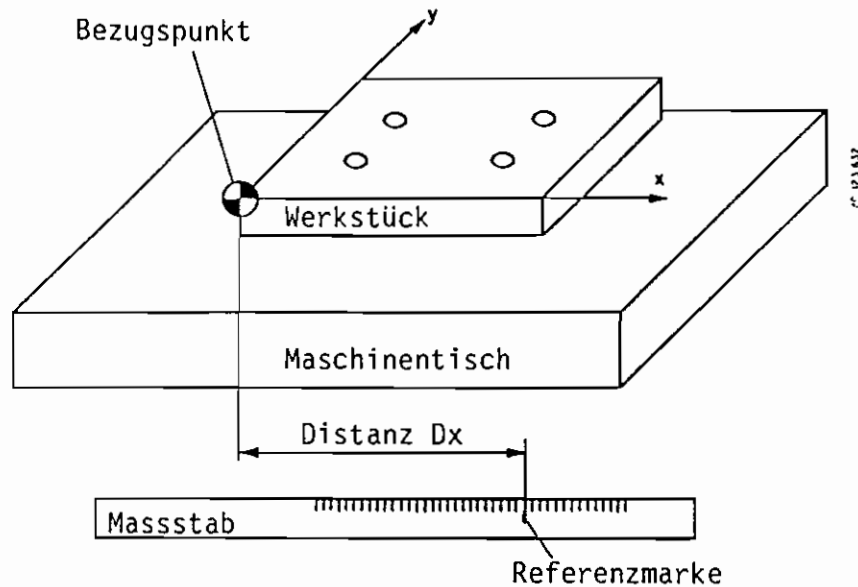 Bezugspunkt
y
x
Werkstück
Maschinentisch
Distanz Dx
Massstab
Referenzmarke